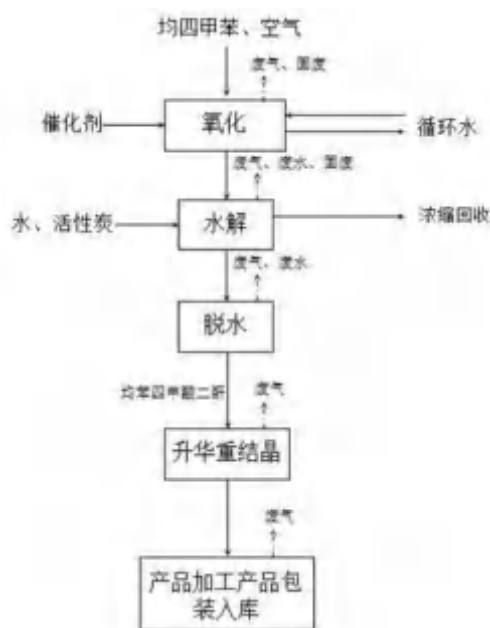 均四甲苯、空气
废气、固废
催化剂
氧化
循环水
废气、废水、固废
水、活性炭
水解
浓缩回收
废气、废水
脱水
均苯四甲酸二酐
废气
升华重结晶
废气
产品加工产品包
装入库